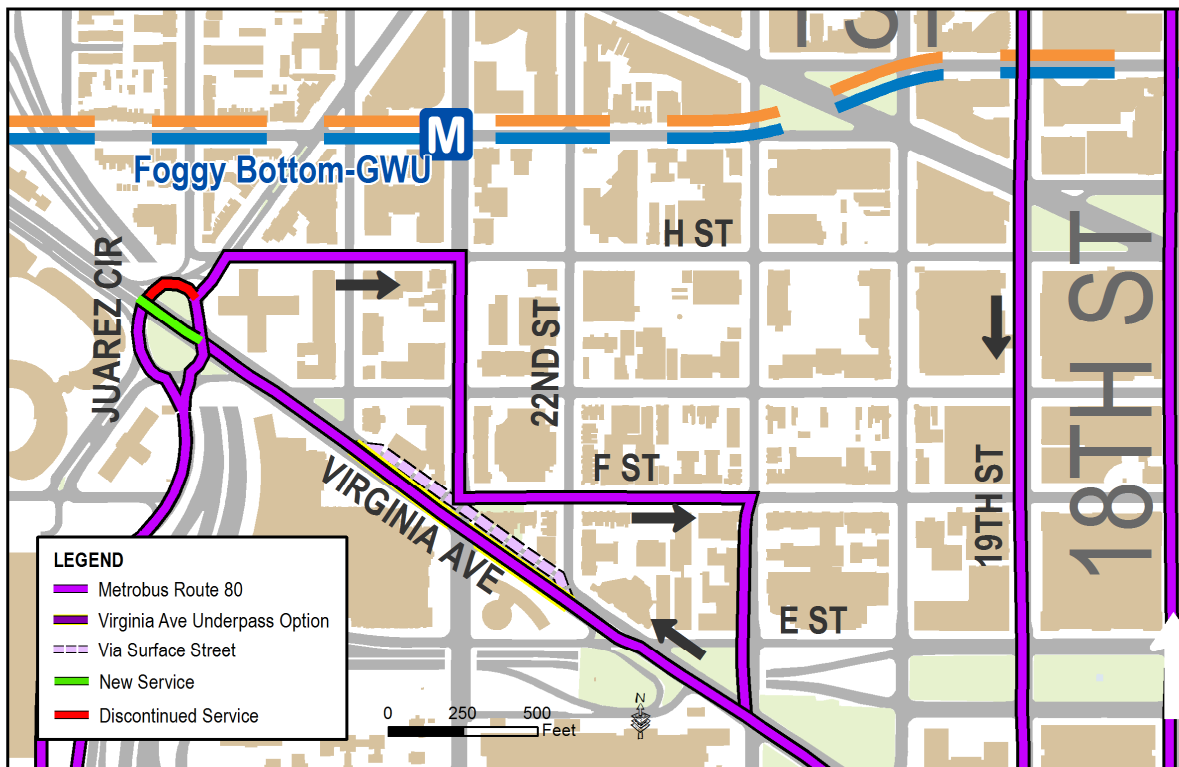 M
Foggy Bottom-GWU
H ST
JUAREZ CIR
22ND ST
18TH ST
F ST
19TH ST
VIRGINIA AVE
E ST
LEGEND
Metrobus Route 80
Virginia Ave Underpass Option
Via Surface Street
New Service
Discontinued Service
0 250 500
Feet
N